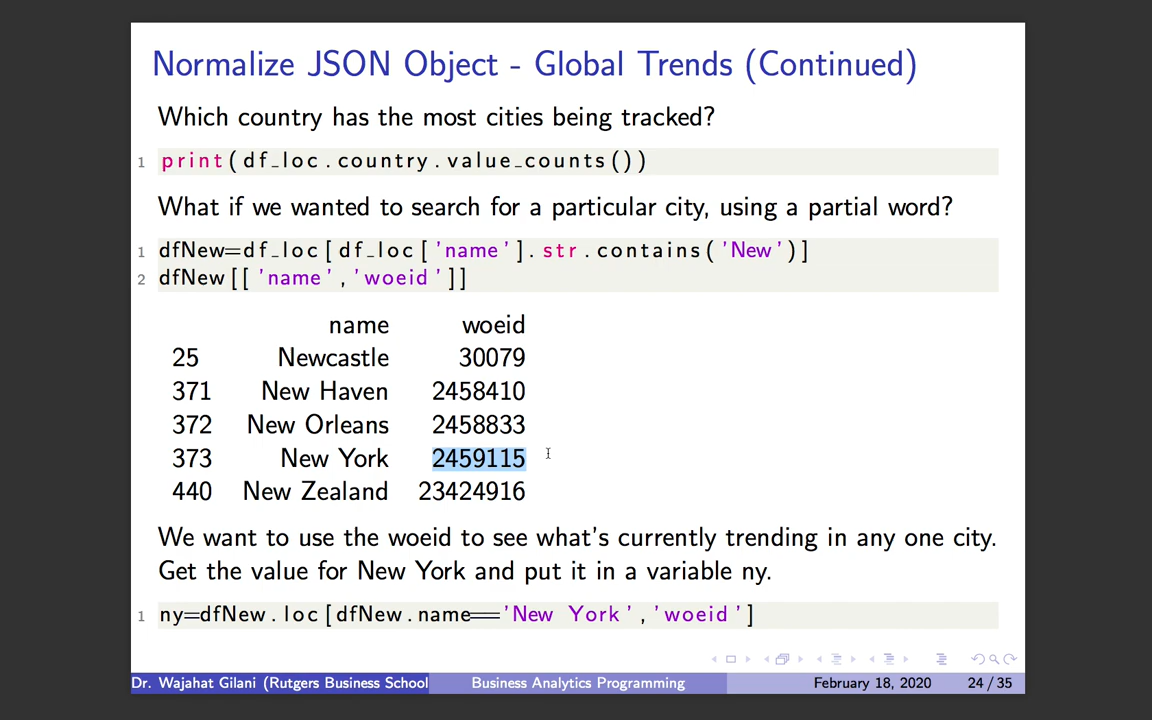 Normalize JSON Object - Global Trends (Continued)
Which country has the most cities being tracked?
1 print(df_loc.country.value_counts())
What if we wanted to search for a particular city, using a partial word?
1 dfNew=df_loc[df_loc['name'].str.contains('New')]
2 dfNew[['name','woeid']]
name woeid
25 Newcastle 30079
371 New Haven 2458410
372 New Orleans 2458833
373 New York 2459115
440 New Zealand 23424916
We want to use the woeid to see what's currently trending in any one city.
Get the value for New York and put it in a variable ny.
1 ny=dfNew.loc[dfNew.name=='New York','woeid']
Dr. Wajahat Gilani (Rutgers Business School Business Analytics Programming February 18, 2020 24 / 35